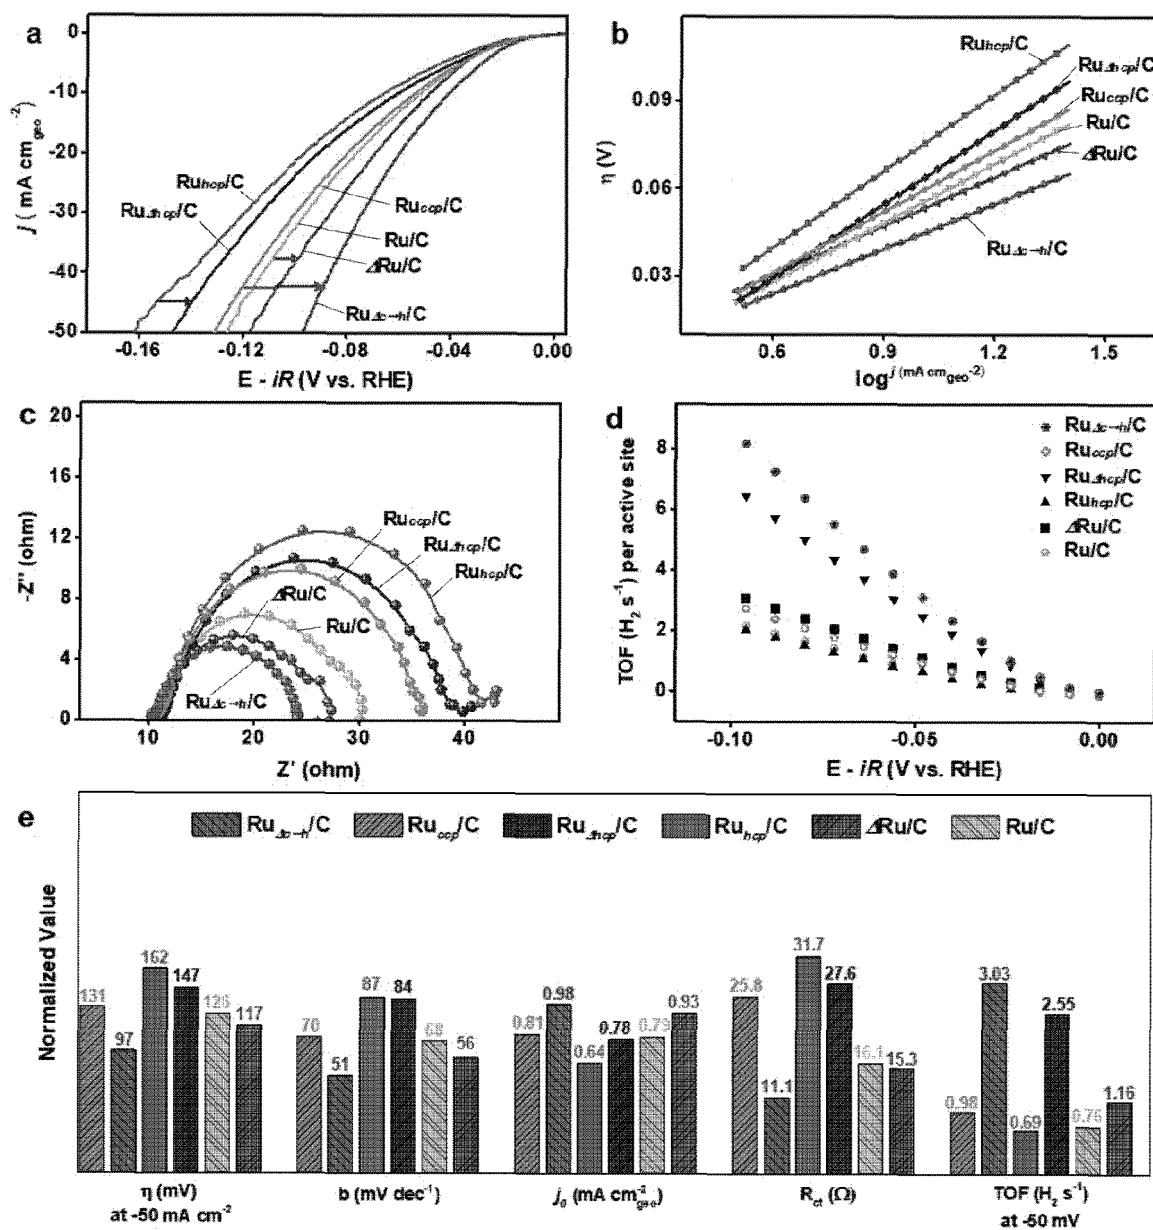 a
0
-10
-20
-30
-40
-50
j ( mA cm_geo^-2)
Ru_hcp/C
Ru_Δhcp/C
Ru_ccp/C
Ru/C
ΔRu/C
Ru_Δc→h/C
-0.16 -0.12 -0.08 -0.04 0.00
E - iR (V vs. RHE)
b
0.09
0.06
0.03
η (V)
Ru_hcp/C
Ru_Δhcp/C
Ru_ccp/C
Ru/C
ΔRu/C
Ru_Δc→h/C
0.6 0.9 1.2 1.5
log^j (mA cm_geo^-2)
c
20
16
12
8
4
0
-Z'' (ohm)
Ru_ccp/C
Ru_Δhcp/C
Ru_hcp/C
ΔRu/C
Ru/C
Ru_Δc→h/C
10 20 30 40
Z' (ohm)
d
8
6
4
2
0
TOF (H_2 s^-1) per active site
Ru_Δc→h/C
Ru_ccp/C
Ru_Δhcp/C
Ru_hcp/C
ΔRu/C
Ru/C
-0.10 -0.05 0.00
E - iR (V vs. RHE)
e
Ru_Δc→h/C Ru_ccp/C Ru_Δhcp/C Ru_hcp/C ΔRu/C Ru/C
Normalized Value
131 97 162 147 117
70 51 87 84 68 56
0.81 0.98 0.64 0.78 0.79 0.93
25.8 11.1 31.7 27.6 16.1 15.3
0.98 3.03 0.69 2.55 1.16
η (mV) b (mV dec^-1) j_0 (mA cm_geo^-2) R_ct (Ω) TOF (H_2 s^-1)
at -50 mA cm^-2 at -50 mV